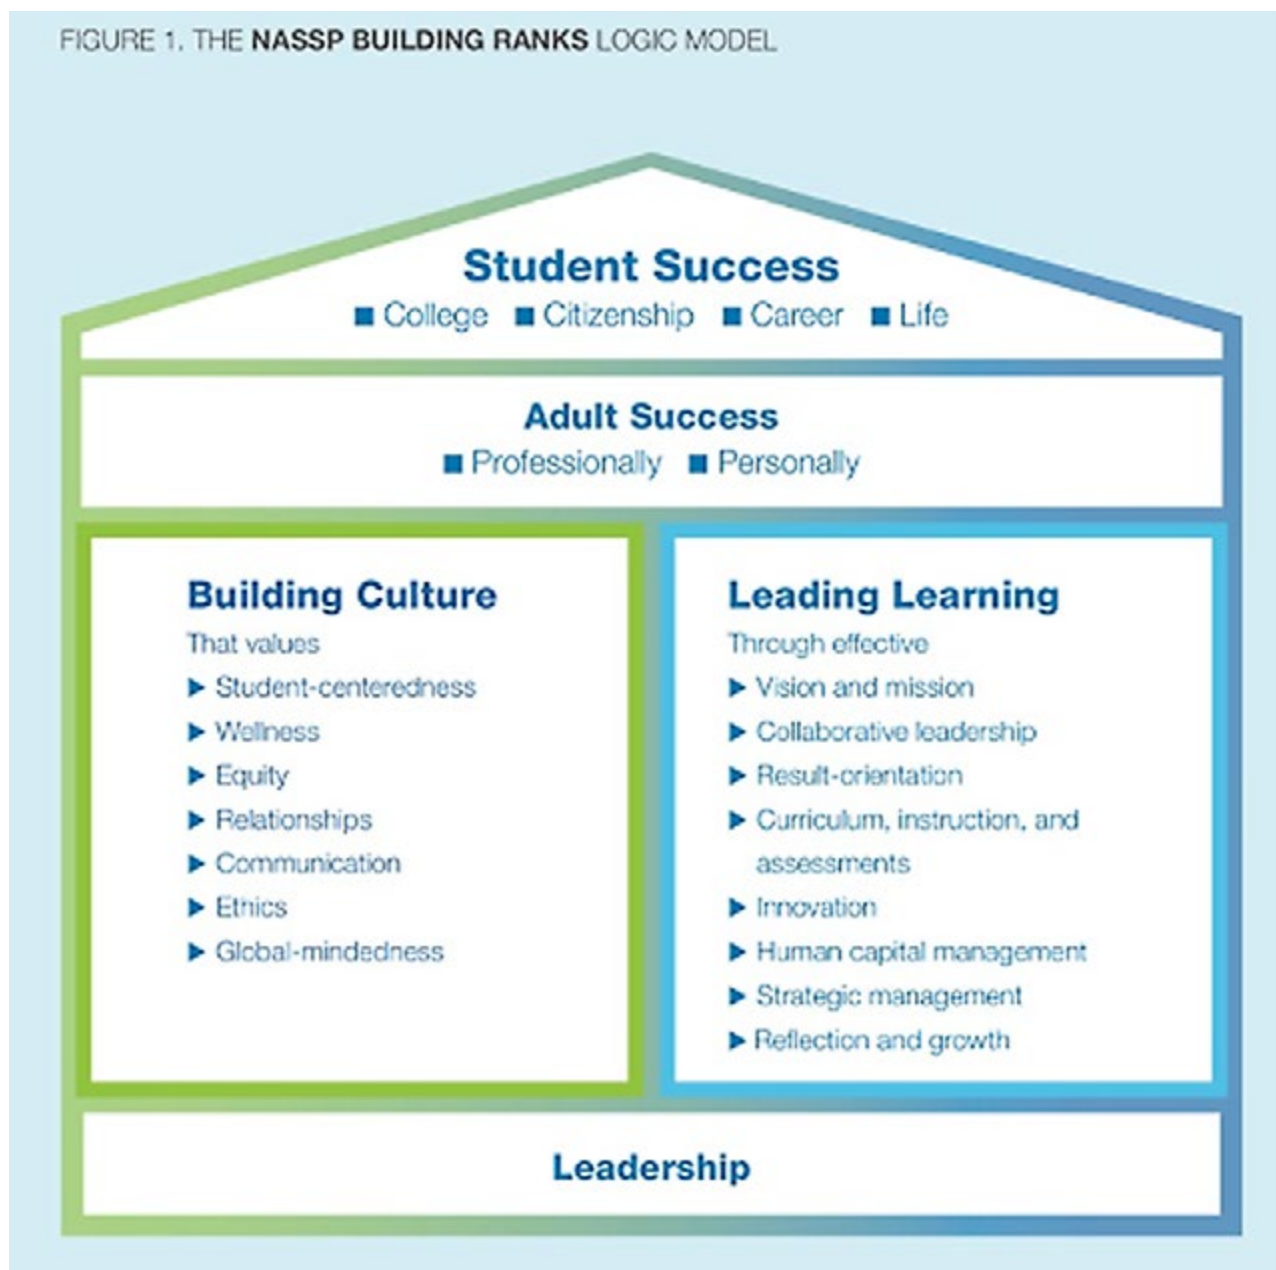 FIGURE 1. THE NASSP BUILDING RANKS LOGIC MODEL
Student Success
■ College ■ Citizenship ■ Career ■ Life
Adult Success
■ Professionally ■ Personally
Building Culture
That values
▶ Student-centeredness
▶ Wellness
▶ Equity
▶ Relationships
▶ Communication
▶ Ethics
▶ Global-mindedness
Leading Learning
Through effective
▶ Vision and mission
▶ Collaborative leadership
▶ Result-orientation
▶ Curriculum, instruction, and
assessments
▶ Innovation
▶ Human capital management
▶ Strategic management
▶ Reflection and growth
Leadership